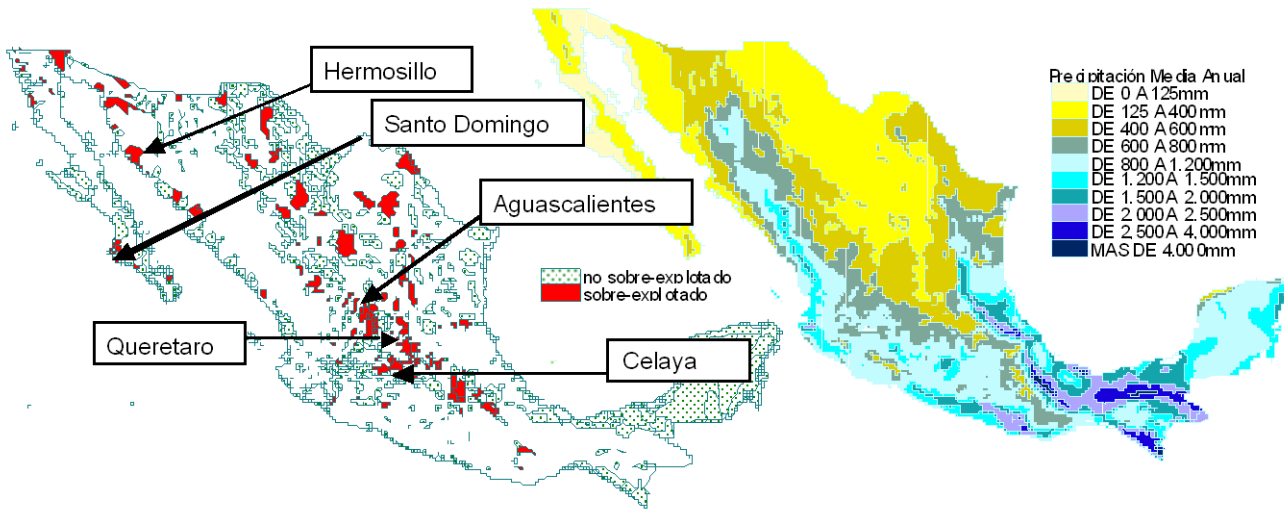 Hermosillo
Santo Domingo
Aguascalientes
no sobre-explotado
sobre-explotado
Queretaro
Celaya
Precipitación Media Anual
DE 0 A 125mm
DE 125 A 400mm
DE 400 A 600mm
DE 600 A 800mm
DE 800 A 1.200mm
DE 1.200 A 1.500mm
DE 1.500 A 2.000mm
DE 2.000 A 2.500mm
DE 2,500 A 4.000mm
MAS DE 4.000mm